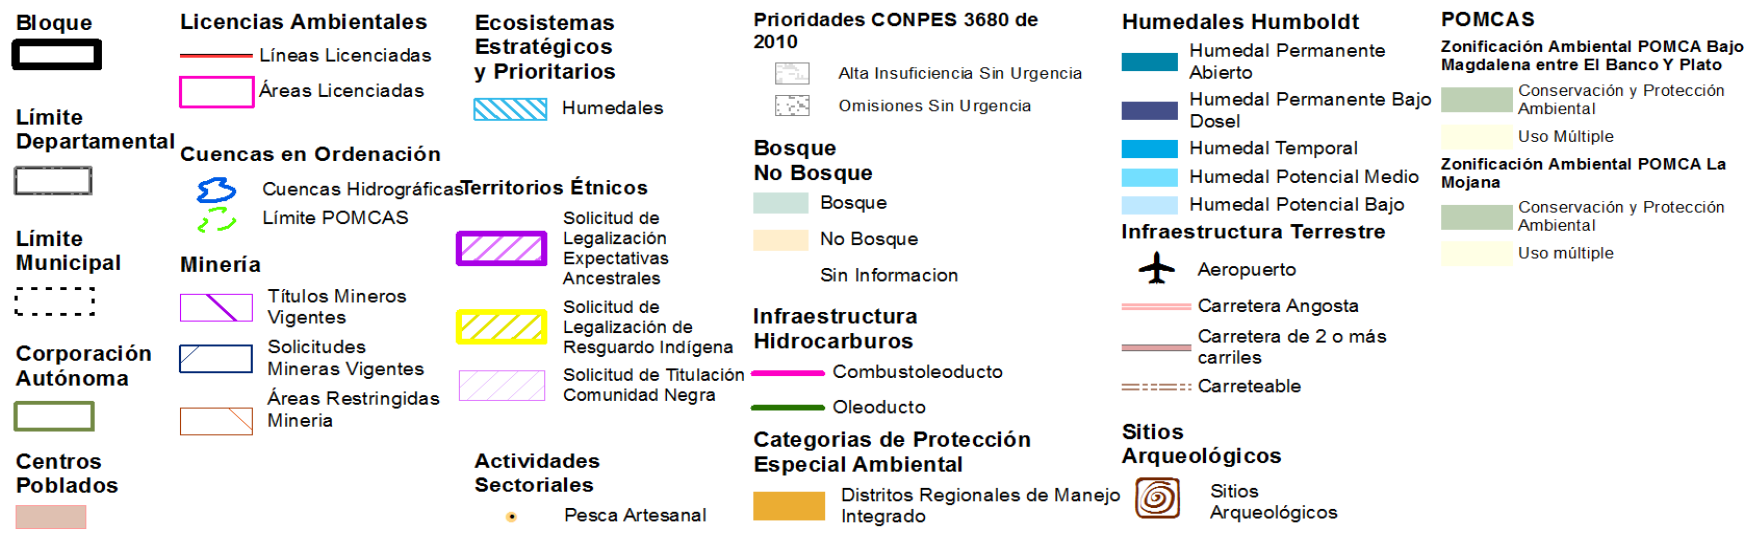 Bloque
Límite
Departamental
Límite
Municipal
Corporación
Autónoma
Centros
Poblados
Licencias Ambientales
Líneas Licenciadas
Áreas Licenciadas
Cuencas en Ordenación
Cuencas Hidrográficas
Límite POMCAS
Minería
Títulos Mineros
Vigentes
Solicitudes
Mineras Vigentes
Áreas Restringidas
Mineria
Ecosistemas
Estratégicos
y Prioritarios
Humedales
Territorios Étnicos
Solicitud de
Legalización
Expectativas
Ancestrales
Solicitud de
Legalización de
Resguardo Indígena
Solicitud de Titulación
Comunidad Negra
Actividades
Sectoriales
Pesca Artesanal
Prioridades CONPES 3680 de
2010
Alta Insuficiencia Sin Urgencia
Omisiones Sin Urgencia
Bosque
No Bosque
Bosque
No Bosque
Sin Informacion
Infraestructura
Hidrocarburos
Combustoleoducto
Oleoducto
Categorias de Protección
Especial Ambiental
Distritos Regionales de Manejo
Integrado
Humedales Humboldt
Humedal Permanente
Abierto
Humedal Permanente Bajo
Dosel
Humedal Temporal
Humedal Potencial Medio
Humedal Potencial Bajo
Infraestructura Terrestre
Aeropuerto
Carretera Angosta
Carretera de 2 o más
carriles
Carreteable
Sitios
Arqueológicos
Sitios
Arqueológicos
POMCAS
Zonificación Ambiental POMCA Bajo
Magdalena entre El Banco Y Plato
Conservación y Protección
Ambiental
Uso Múltiple
Zonificación Ambiental POMCA La
Mojana
Conservación y Protección
Ambiental
Uso múltiple